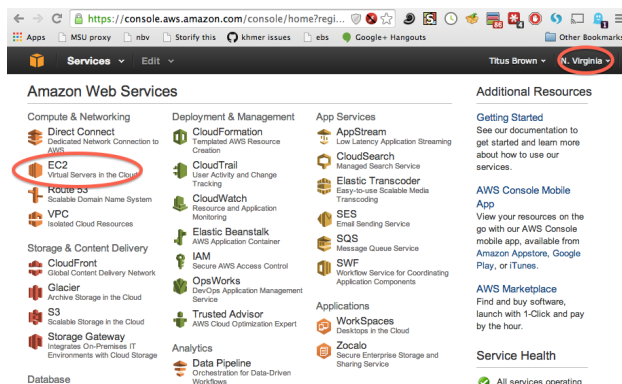 https://console.aws.amazon.com/console/home?regi...
86
Apps MSU proxy nbv Storify this khmer issues ebs Google+ Hangouts Other Bookmarks
Services Edit Titus Brown N. Virginia
Amazon Web Services
Compute & Networking
Direct Connect
Dedicated Network Connection to
AWS
EC2
Virtual Servers in the Cloud
Route 53
Scalable Domain Name System
VPC
Isolated Cloud Resources
Storage & Content Delivery
CloudFront
Global Content Delivery Network
Glacier
Archive Storage in the Cloud
S3
Scalable Storage in the Cloud
Storage Gateway
Integrates On-Premises IT
Environments with Cloud Storage
Database
Deployment & Management
CloudFormation
Templated AWS Resource
Creation
CloudTrail
User Activity and Change
Tracking
CloudWatch
Resource and Application
Monitoring
Elastic Beanstalk
AWS Application Container
IAM
Secure AWS Access Control
OpsWorks
DevOps Application Management
Service
Trusted Advisor
AWS Cloud Optimization Expert
Analytics
Data Pipeline
Orchestration for Data-Driven
Workflows
App Services
AppStream
Low Latency Application Streaming
CloudSearch
Managed Search Service
Elastic Transcoder
Easy-to-use Scalable Media
Transcoding
SES
Email Sending Service
SQS
Message Queue Service
SWF
Workflow Service for Coordinating
Application Components
Applications
WorkSpaces
Desktops in the Cloud
Zocalo
Secure Enterprise Storage and
Sharing Service
Additional Resources
Getting Started
See our documentation to
get started and learn more
about how to use our
services.
AWS Console Mobile
App
View your resources on the
go with our AWS Console
mobile app, available from
Amazon Appstore, Google
Play, or iTunes.
AWS Marketplace
Find and buy software,
launch with 1-Click and pay
by the hour.
Service Health
All services operating